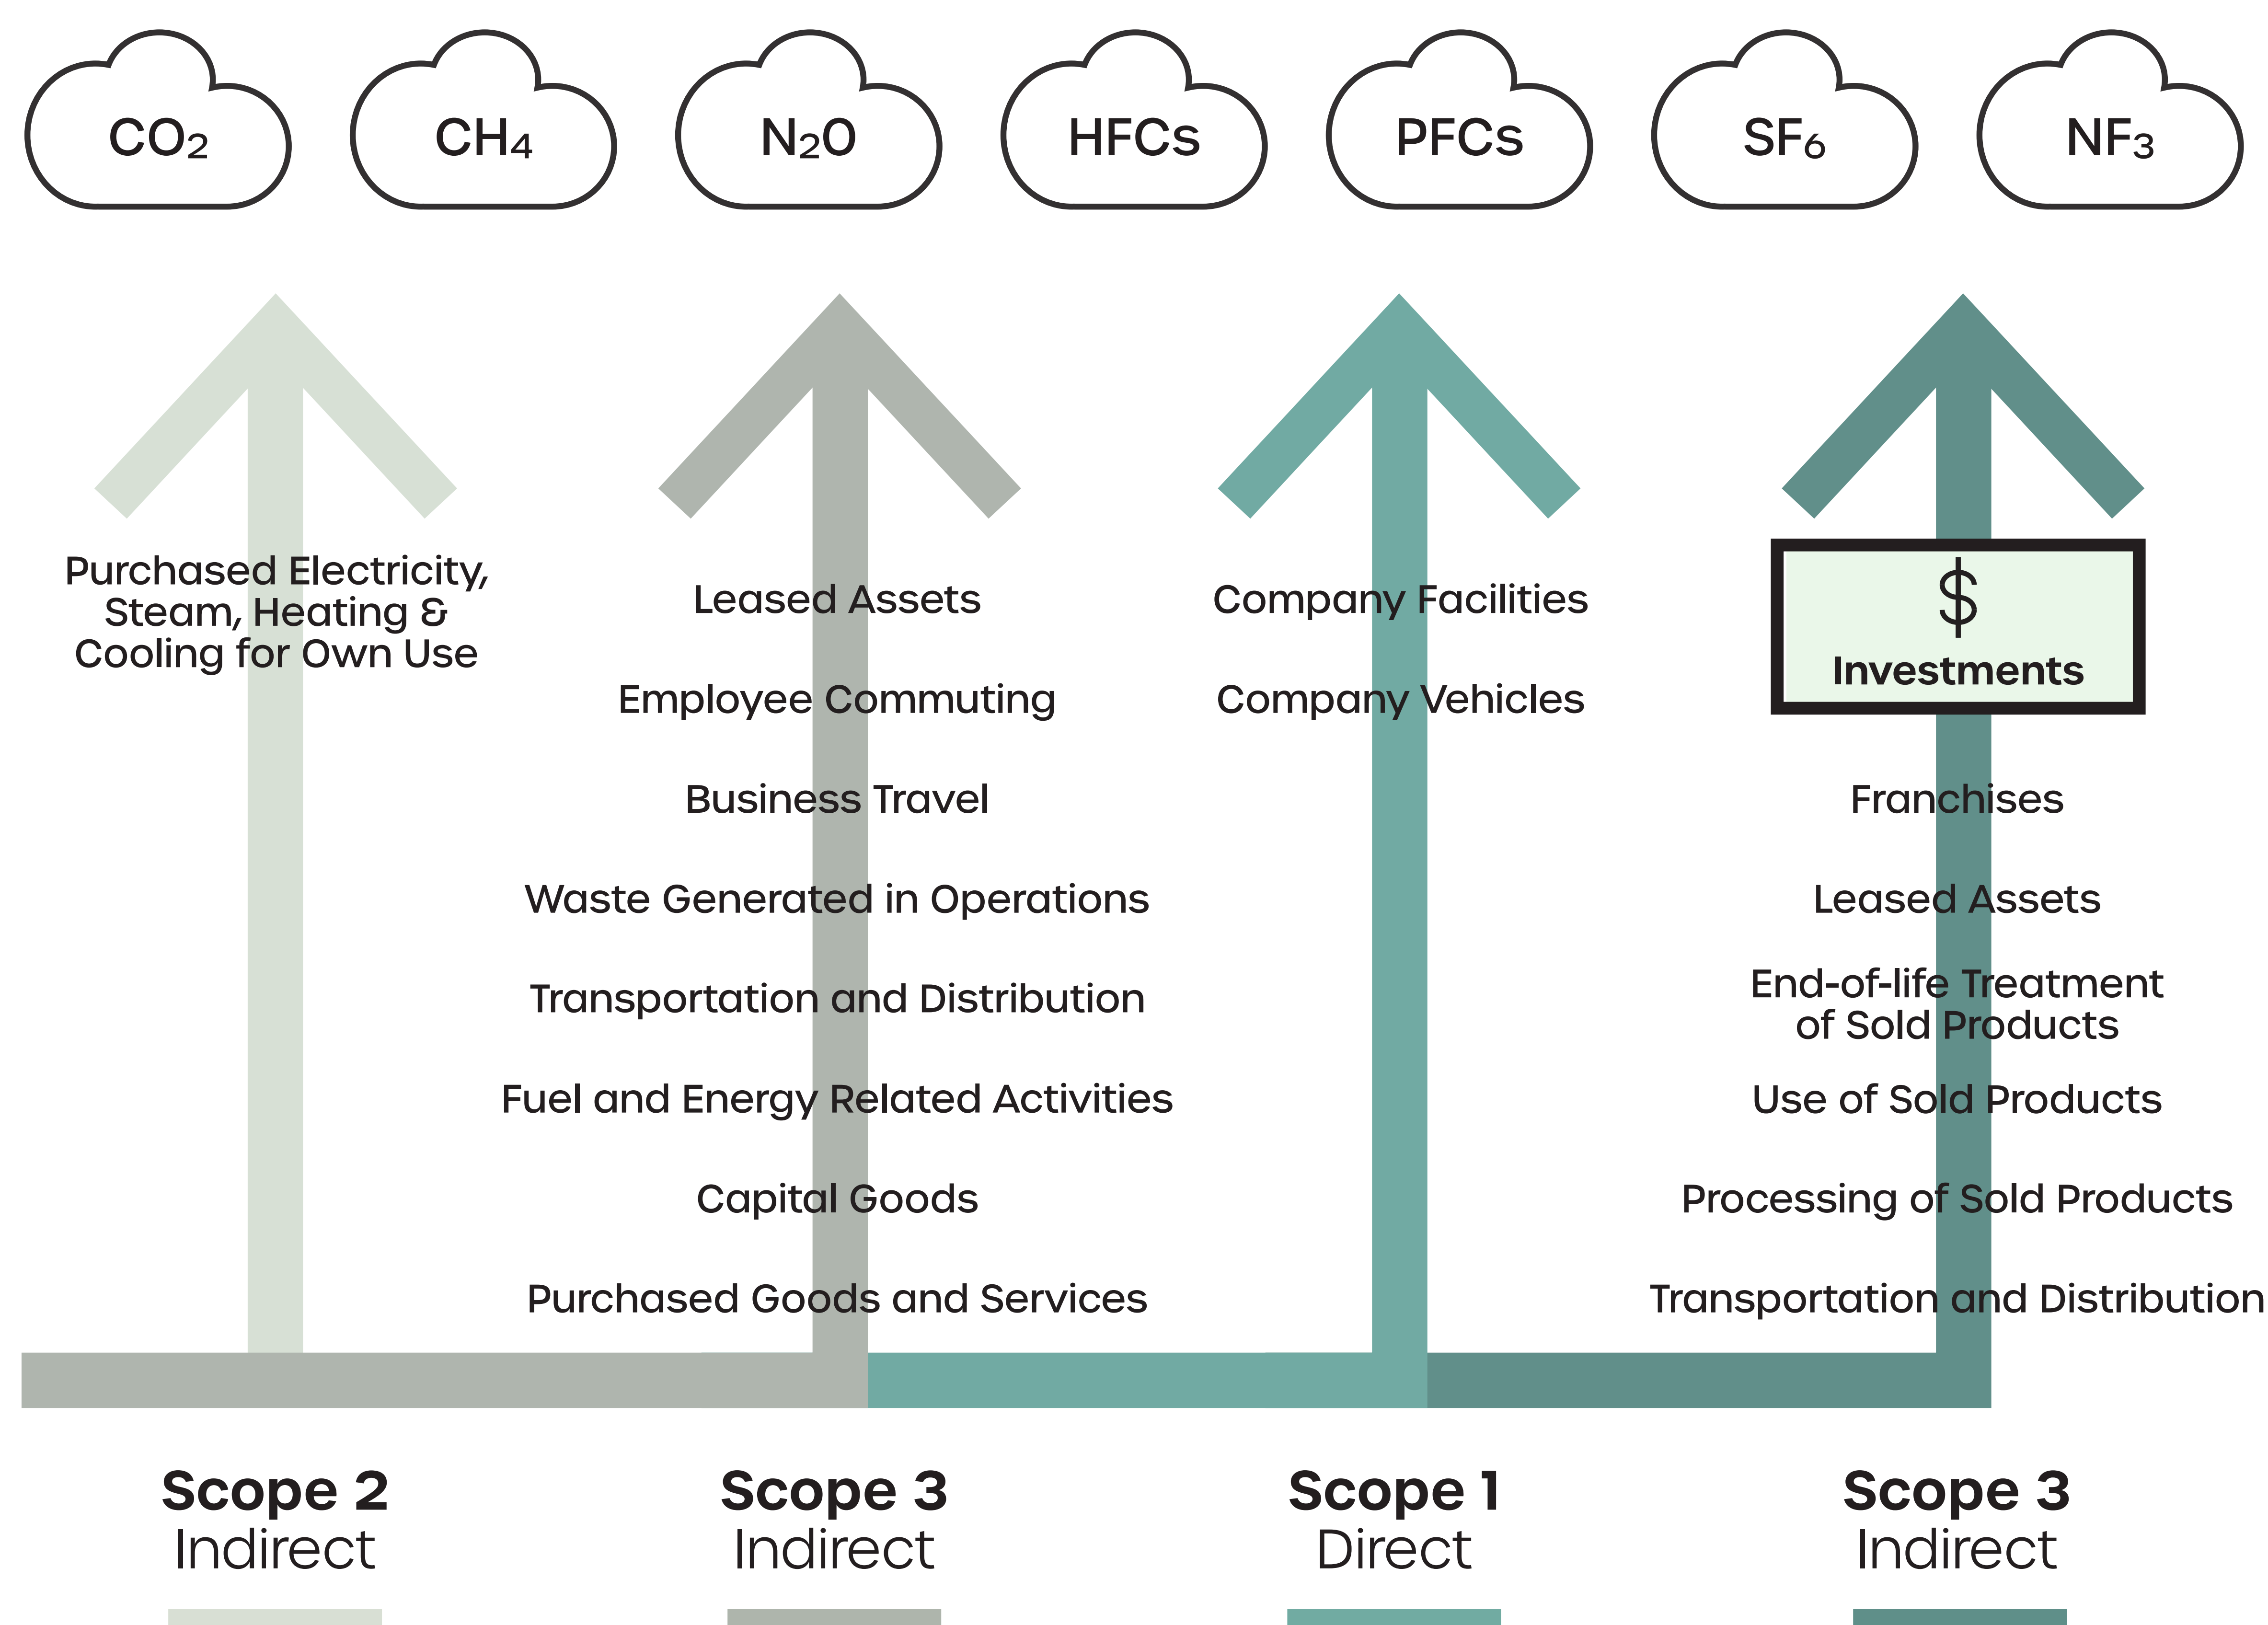 CO₂
CH₄
N₂0
HFCs
PFCs
SF₆
NF₃
Purchased Electricity,
Steam, Heating &
Cooling for Own Use
Leased Assets
Employee Commuting
Business Travel
Waste Generated in Operations
Transportation and Distribution
Fuel and Energy Related Activities
Capital Goods
Purchased Goods and Services
Company Facilities
Company Vehicles
$
Investments
Franchises
Leased Assets
End-of-life Treatment
of Sold Products
Use of Sold Products
Processing of Sold Products
Transportation and Distribution
Scope 2
Indirect
Scope 3
Indirect
Scope 1
Direct
Scope 3
Indirect